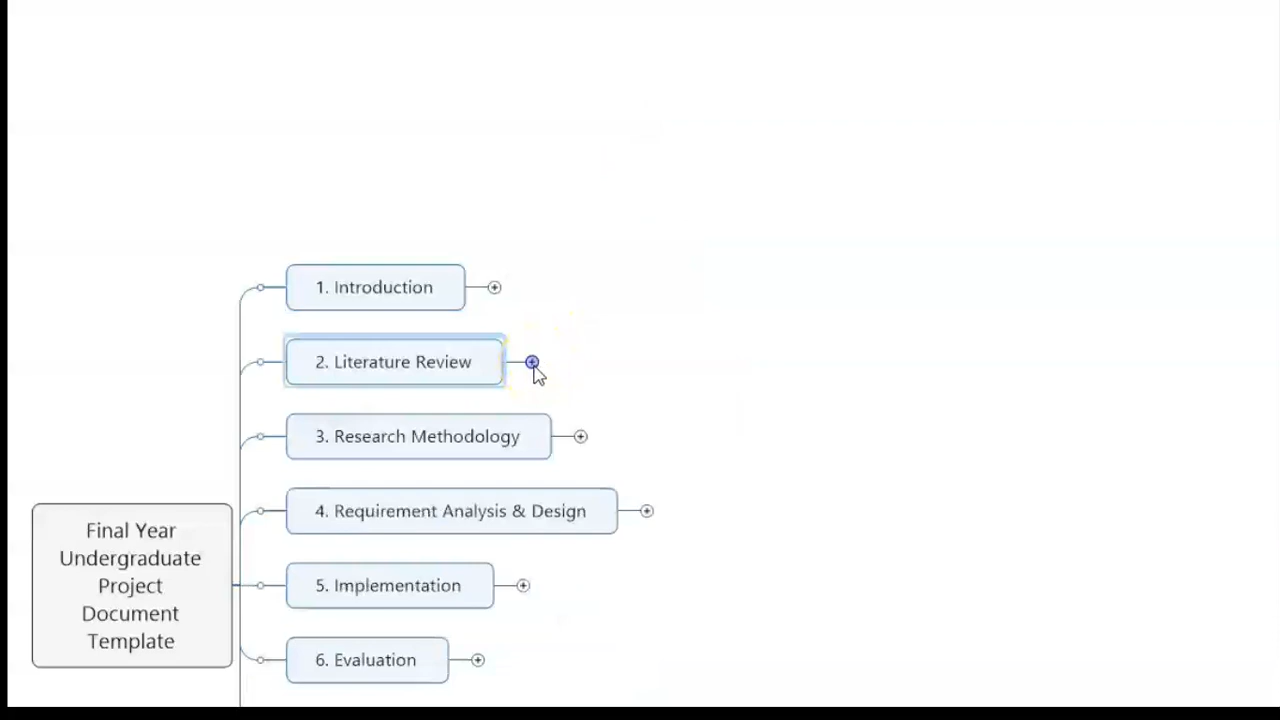 1. Introduction
2. Literature Review
3. Research Methodology
4. Requirement Analysis & Design
Final Year
Undergraduate
Project
Document
Template
5. Implementation
6. Evaluation